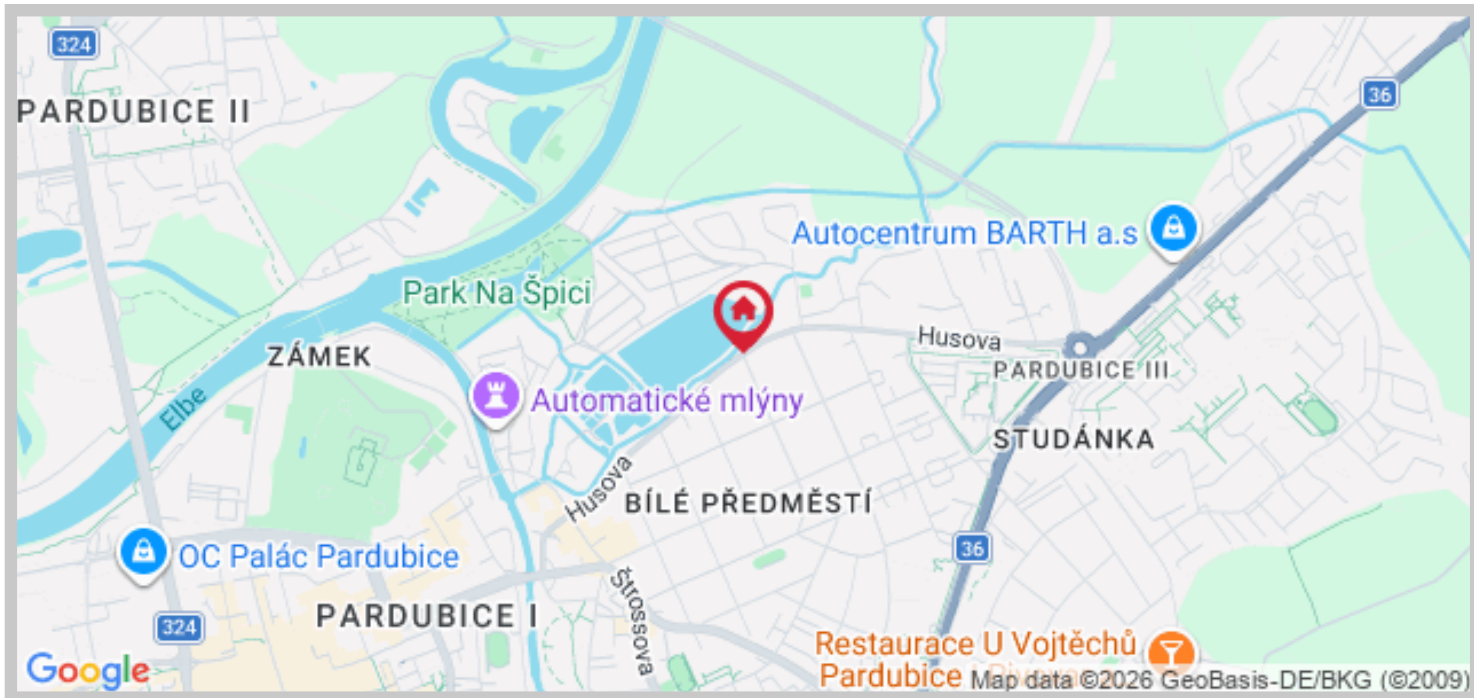 324
PARDUBICE II
36
Autocentrum BARTH a.s
Park Na Špici
Husova
ZÁMEK
PARDUBICE III
Elbe
Automatické mlýny
STUDÁNKA
Husova
BÍLÉ PŘEDMĚSTÍ
36
OC Palác Pardubice
Štrossova
PARDUBICE I
324
Restaurace U Vojtěchů
Pardubice
Google
Map data ©2026 GeoBasis-DE/BKG (©2009)